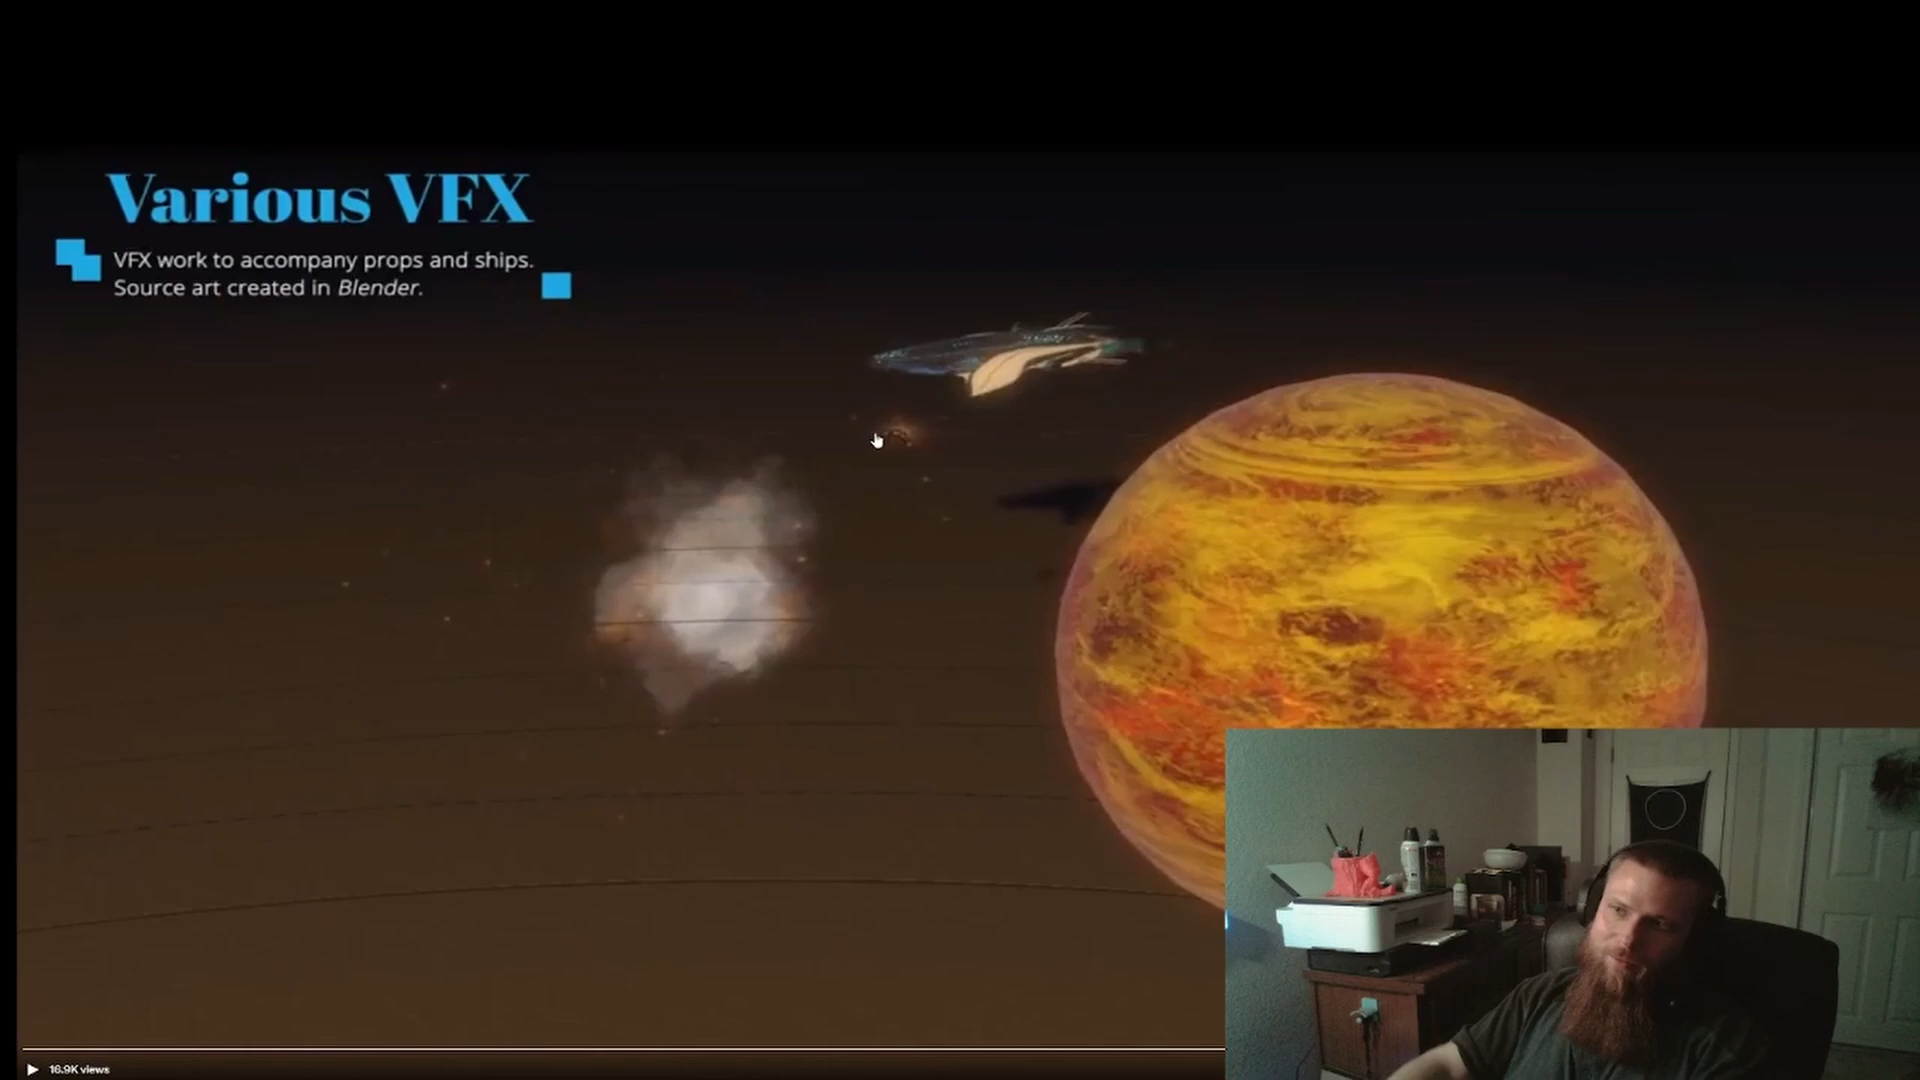 Various VFX
VFX work to accompany props and ships.
Source art created in Blender.
16.9K views